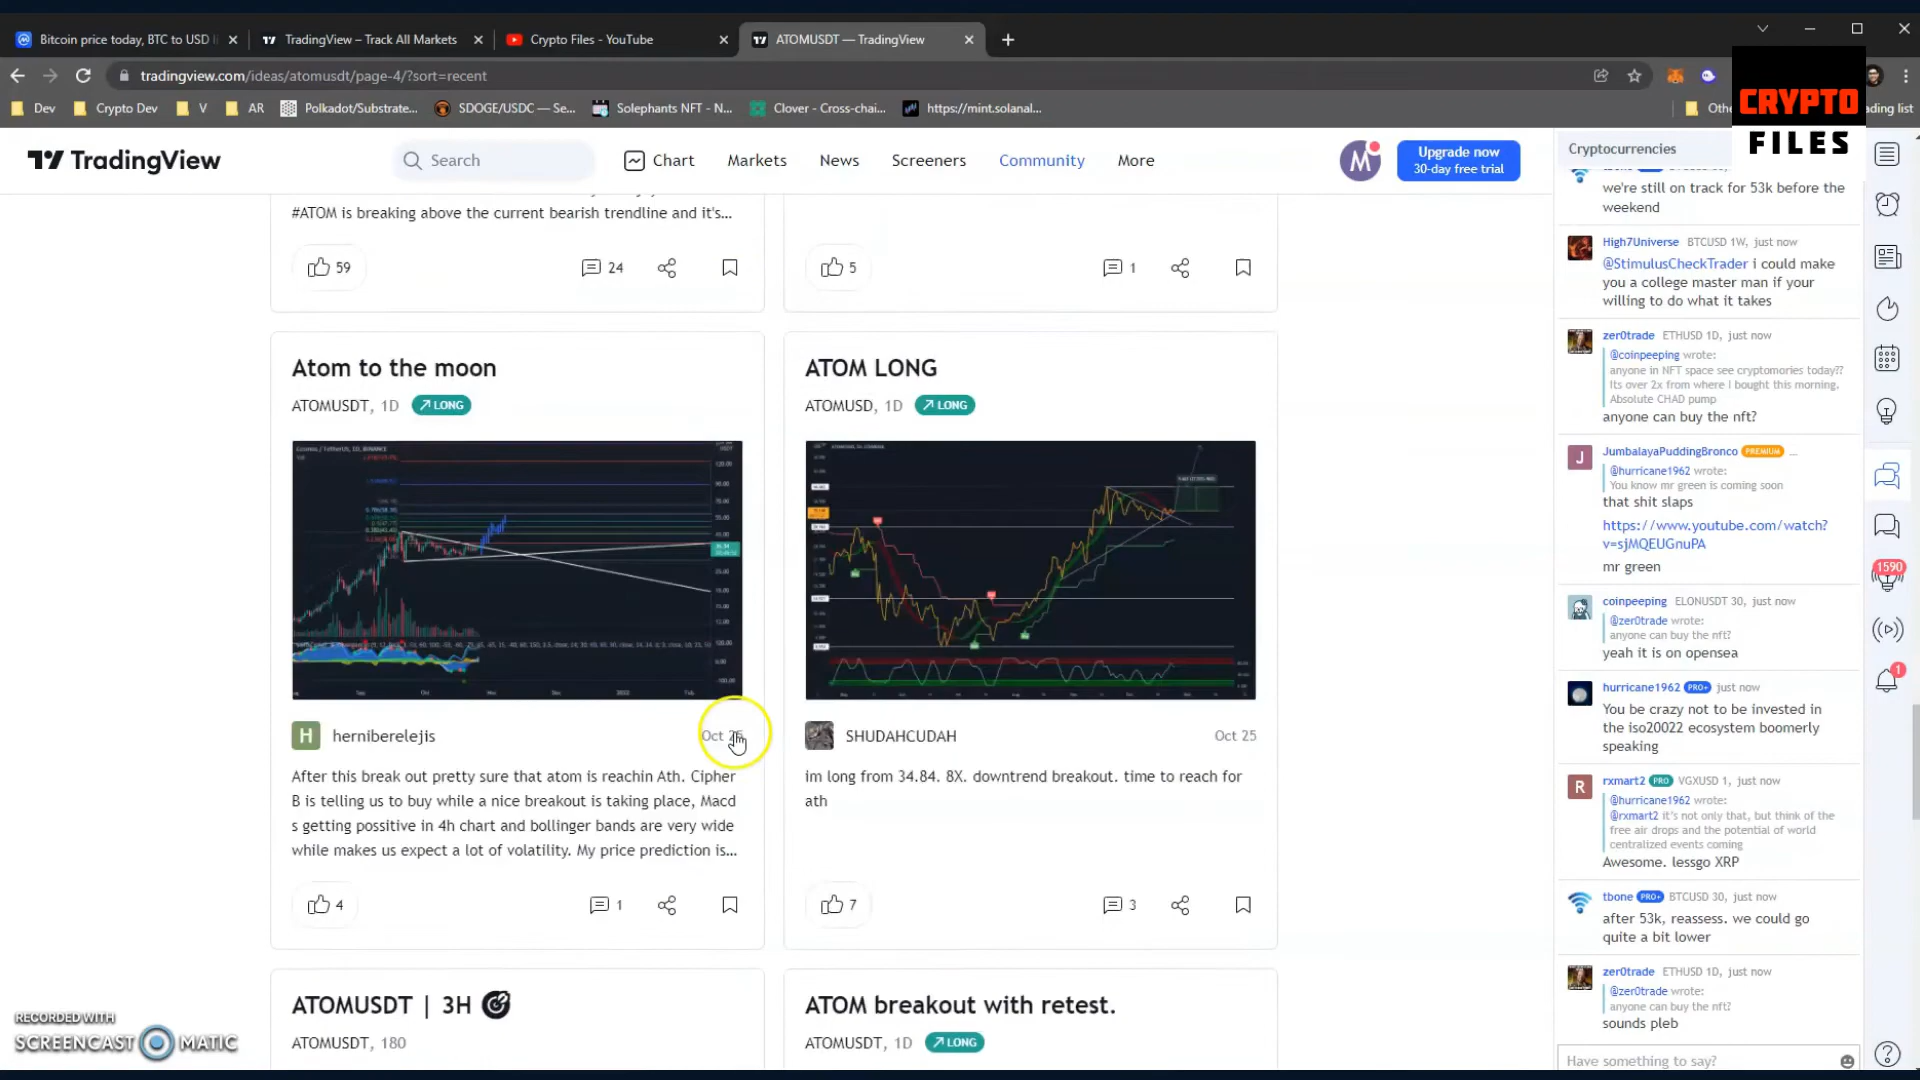 Bitcoin price today, BTC to USD l
TradingView – Track All Markets
Crypto Files - YouTube
ATOMUSDT — TradingView
tradingview.com/ideas/atomusdt/page-4/?sort=recent
Dev
Crypto Dev
V
AR
Polkadot/Substrate...
SDOGE/USDC — Se...
Solephants NFT - N...
Clover - Cross-chai...
https://mint.solanal...
Othe
ading list
CRYPTO
FILES
TradingView
Search
Chart
Markets
News
Screeners
Community
More
M
Upgrade now
30-day free trial
#ATOM is breaking above the current bearish trendline and it's...
59
24
5
1
Atom to the moon
ATOMUSDT, 1D
LONG
H herniberelejis
After this break out pretty sure that atom is reachin Ath. Cipher
B is telling us to buy while a nice breakout is taking place, Macd
s getting possitive in 4h chart and bollinger bands are very wide
while makes us expect a lot of volatility. My price prediction is...
4
1
ATOM LONG
ATOMUSD, 1D
LONG
SHUDAHCUDAH
Oct 25
im long from 34.84. 8X. downtrend breakout. time to reach for
ath
7
3
ATOMUSDT | 3H
ATOMUSDT, 180
ATOM breakout with retest.
ATOMUSDT, 1D
LONG
RECORDED WITH
SCREENCAST MATIC
Cryptocurrencies
we're still on track for 53k before the
weekend
High7Universe BTCUSD 1W, just now
@StimulusCheckTrader i could make
you a college master man if your
willing to do what it takes
zer0trade ETHUSD 1D, just now
@coinpeeping wrote:
anyone in NFT space see cryptomories today??
Its over 2x from where I bought this morning,
Absolute CHAD pump
anyone can buy the nft?
J
JumbalayaPuddingBronco PREMIUM ...
@hurricane1962 wrote:
You know mr green is coming soon
that shit slaps
https://www.youtube.com/watch?
v=sjMQEUGnuPA
mr green
coinpeeping ELONUSDT 30, just now
@zer0trade wrote:
anyone can buy the nft?
yeah it is on opensea
hurricane1962 PRO+ just now
You be crazy not to be invested in
the iso20022 ecosystem boomerly
speaking
R
rxmart2 PRO VGXUSD 1, just now
@hurricane1962 wrote:
@rxmart2 it's not only that, but think of the
free air drops and the potential of world
centralized events coming
Awesome. lessgo XRP
tbone PRO+ BTCUSD 30, just now
after 53k, reassess. we could go
quite a bit lower
zer0trade ETHUSD 1D, just now
@zer0trade wrote:
anyone can buy the nft?
sounds pleb
Have something to say?
1590
1